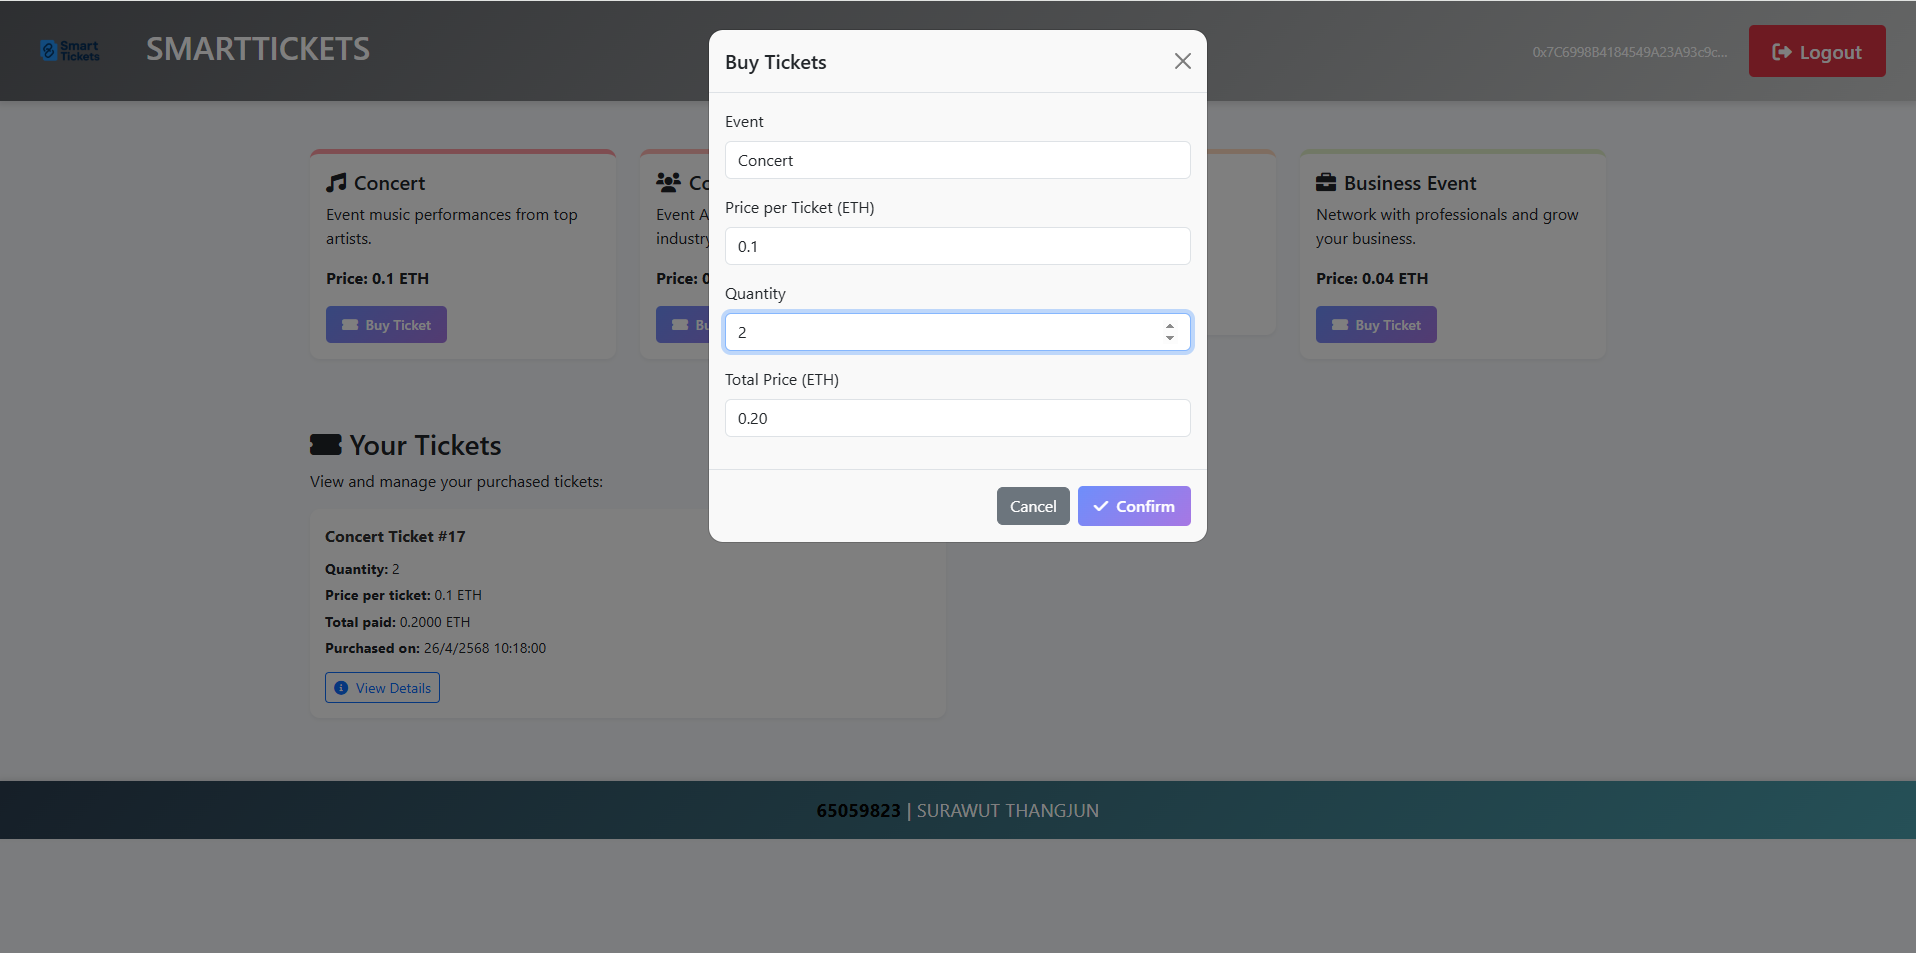 Smart
Tickets
SMARTTICKETS
0x7C6998B4184549A23A93c9c...
Logout
Buy Tickets
Event
Concert
Price per Ticket (ETH)
0.1
Quantity
2
Total Price (ETH)
0.20
Cancel
Confirm
Concert
Event music performances from top
artists.
Price: 0.1 ETH
Buy Ticket
Co
Event A
industry
Price: 0
Bu
Business Event
Network with professionals and grow
your business.
Price: 0.04 ETH
Buy Ticket
Your Tickets
View and manage your purchased tickets:
Concert Ticket #17
Quantity: 2
Price per ticket: 0.1 ETH
Total paid: 0.2000 ETH
Purchased on: 26/4/2568 10:18:00
View Details
65059823 | SURAWUT THANGJUN